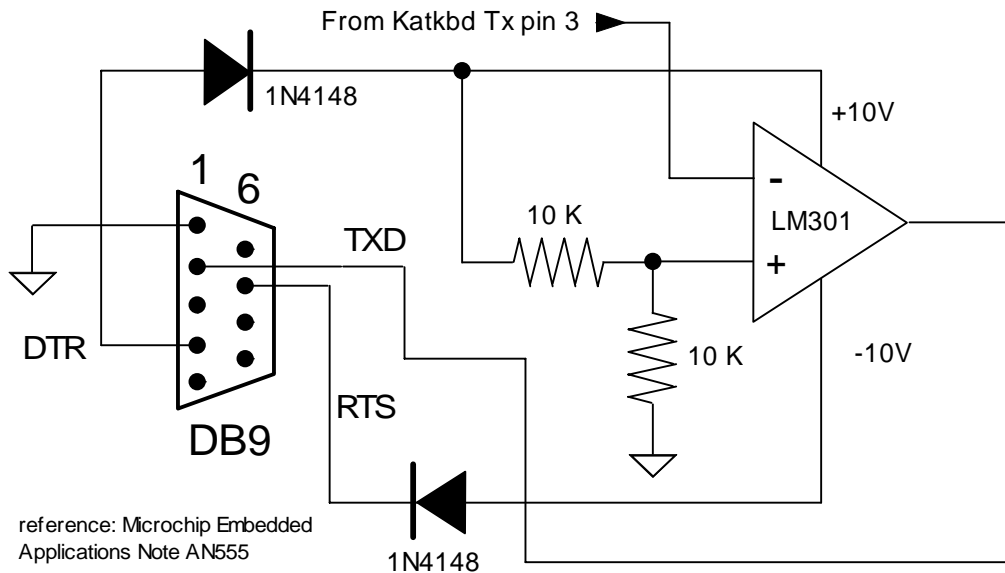 From Katkbd Tx pin 3
1N4148
+10V
1
6
-
LM301
10 K
TXD
+
DTR
-10V
10 K
RTS
DB9
reference: Microchip Embedded
Applications Note AN555
1N4148